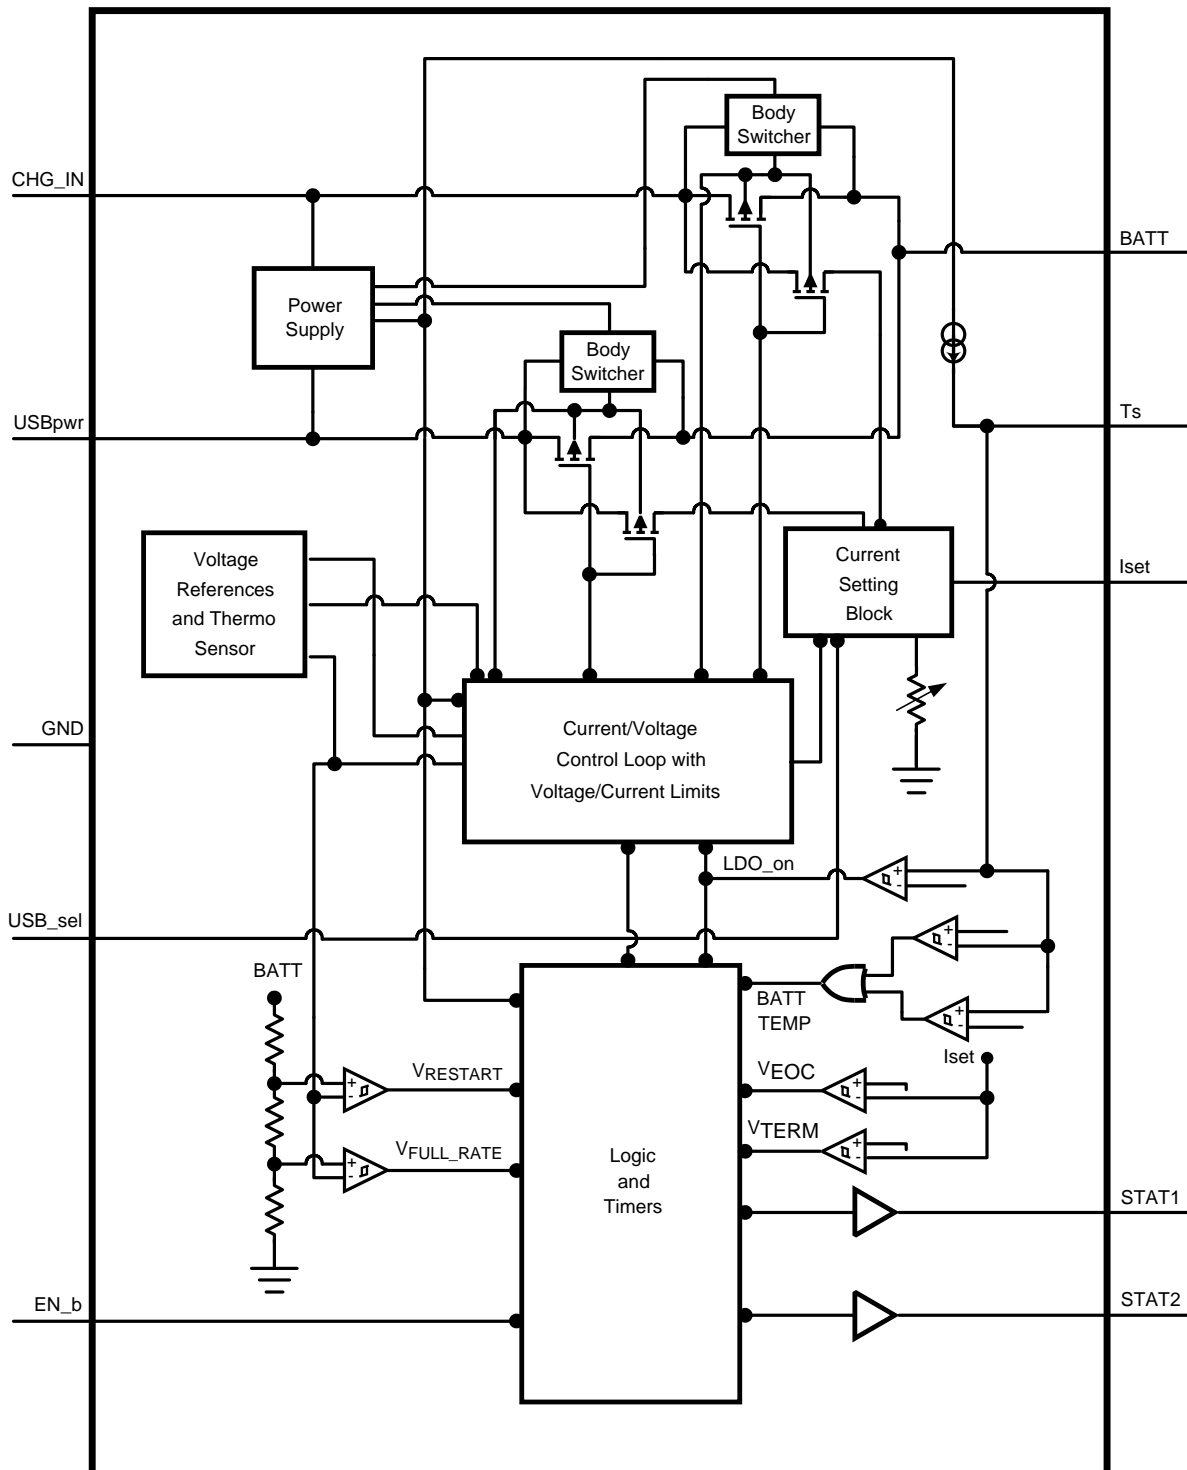 Body
Switcher
CHG_IN
BATT
Power
Supply
Body
Switcher
USBpwr
Ts
Voltage
References
and Thermo
Sensor
Current
Setting
Block
Iset
GND
Current/Voltage
Control Loop with
Voltage/Current Limits
LDO_on
+
-
USB_sel
+
-
BATT
BATT
TEMP
+
-
Iset
VRESTART
+
-
VEOC
+
-
VFULL_RATE
+
-
VTERM
+
-
Logic
and
Timers
STAT1
EN_b
STAT2